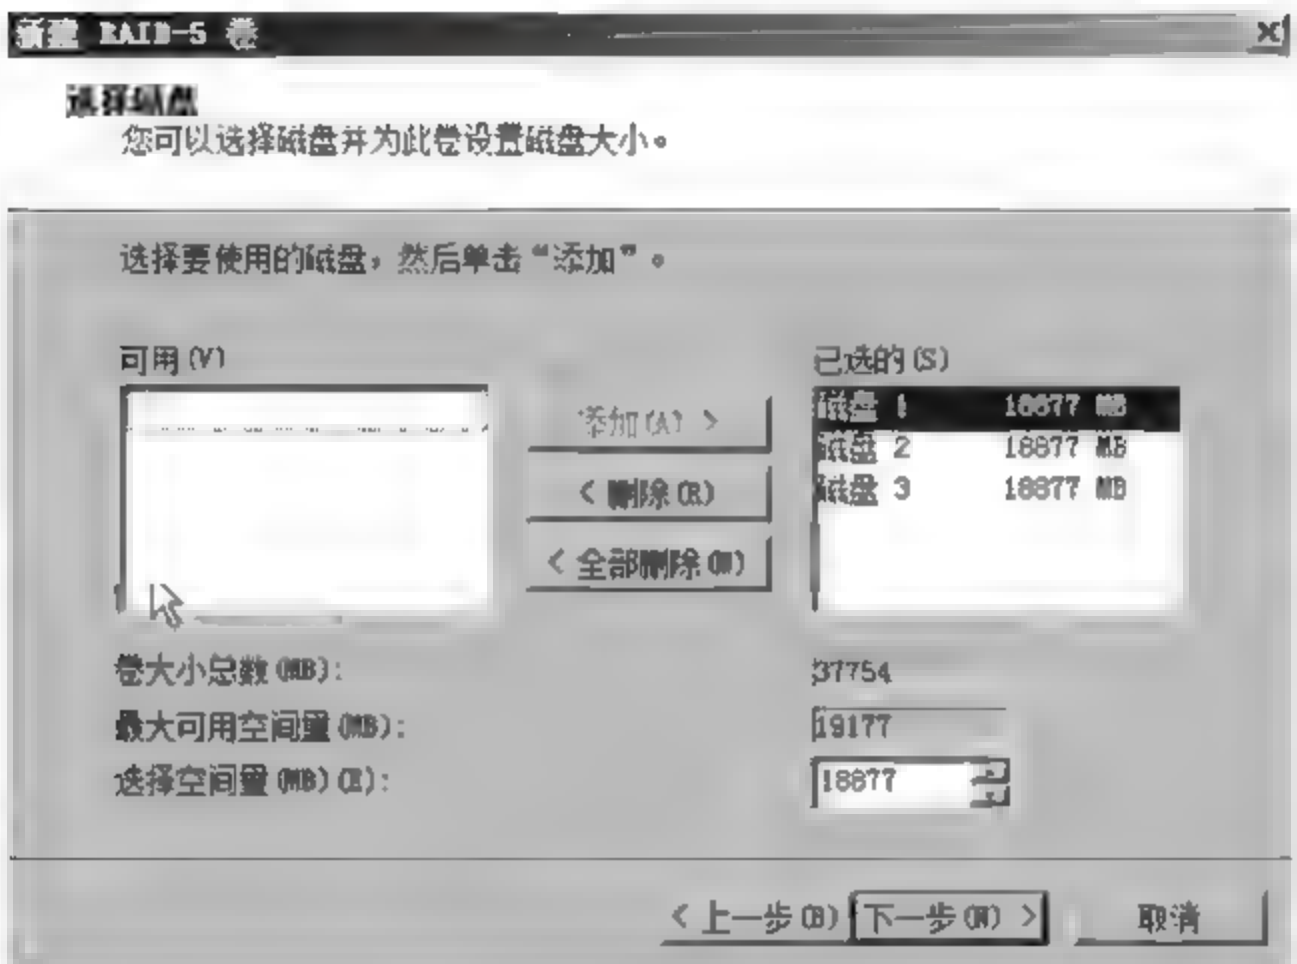 新建 RAID-5 卷
选择磁盘
您可以选择磁盘并为此卷设置磁盘大小。
选择要使用的磁盘，然后单击“添加”。
可用(V)
已选的(S)
添加(A) >
< 删除(R)
< 全部删除(M)
磁盘 1 18877 MB
磁盘 2 18877 MB
磁盘 3 18877 MB
卷大小总数(MB): 37754
最大可用空间量(MB): 19177
选择空间量(MB)(E): 18877
< 上一步(B)
下一步(N) >
取消